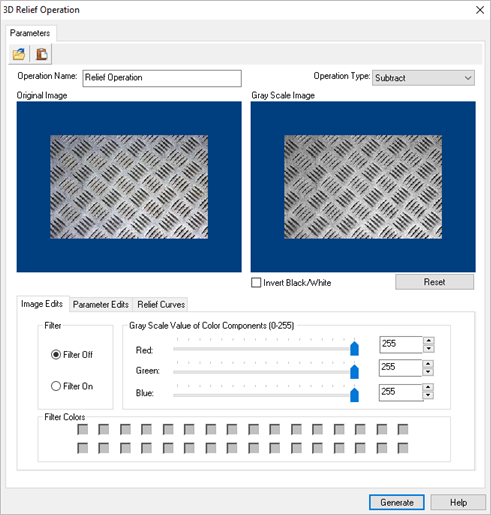 3D Relief Operation
Parameters
Operation Name: Relief Operation Operation Type: Subtract
Original Image Gray Scale Image
Invert Black/White Reset
Image Edits Parameter Edits Relief Curves
Filter Gray Scale Value of Color Components (0-255)
Filter Off
Filter On
Red: 255
Green: 255
Blue: 255
Filter Colors
Generate Help